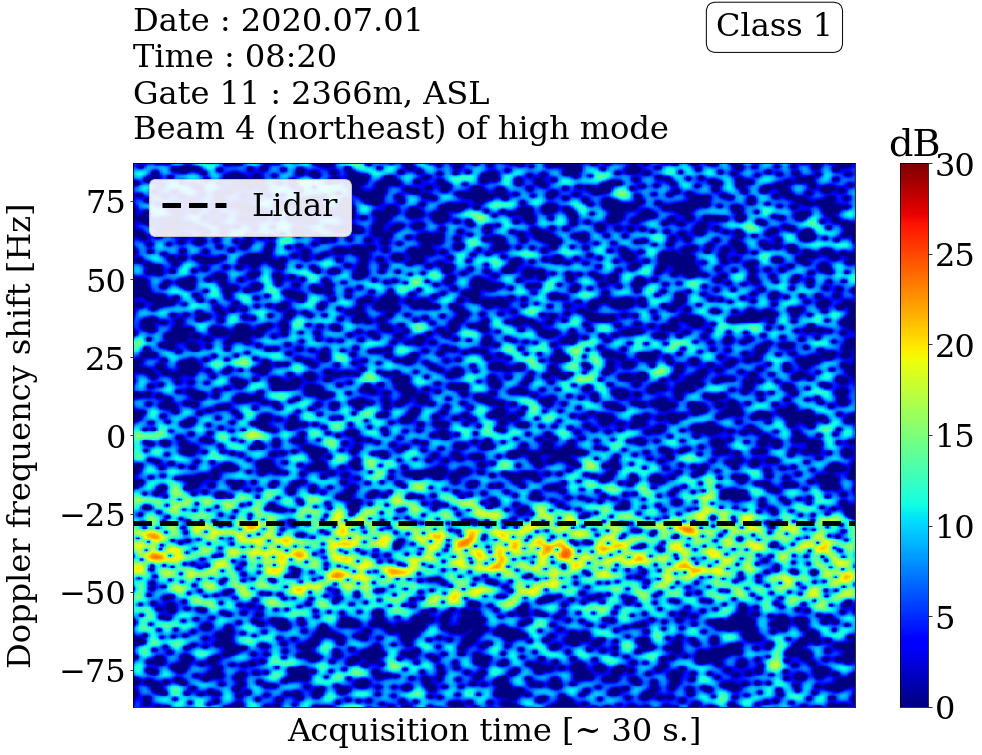 Date : 2020.07.01
Time : 08:20
Gate 11 : 2366m, ASL
Beam 4 (northeast) of high mode
Class 1
dB
30
25
20
15
10
5
0
Lidar
Doppler frequency shift [Hz]
75
50
25
0
−25
−50
−75
Acquisition time [~ 30 s.]